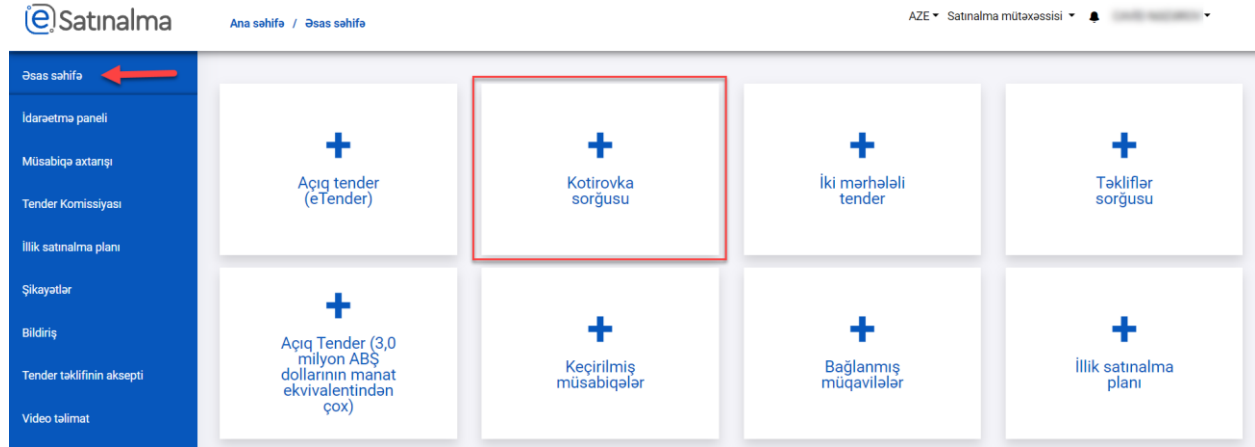 e Satınalma
Ana səhifə / Əsas səhifə
AZE Satınalma mütəxəssisi
Əsas səhifə
İdarəetmə paneli
Müsabiqə axtarışı
Tender Komissiyası
İllik satınalma planı
Şikayətlər
Bildiriş
Tender təklifinin aksepti
Video təlimat
Açıq tender
(eTender)
Kotirovka
sorğusu
İki mərhələli
tender
Təkliflər
sorğusu
Açıq Tender (3,0
milyon ABŞ
dollarının manat
ekvivalentindən
çox)
Keçirilmiş
müsabiqələr
Bağlanmış
müqavilələr
İllik satınalma
planı